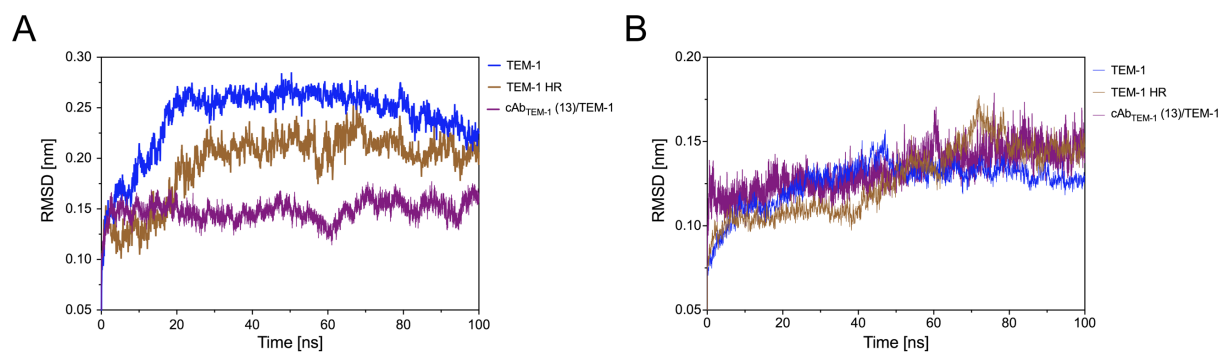 A
RMSD [nm]
0.30
0.25
0.20
0.15
0.10
0.05
0
20
40
60
80
100
Time [ns]
TEM-1
TEM-1 HR
cAbTEM-1 (13)/TEM-1
B
RMSD [nm]
0.20
0.15
0.10
0.05
0
20
40
60
80
100
Time [ns]
TEM-1
TEM-1 HR
cAbTEM-1 (13)/TEM-1